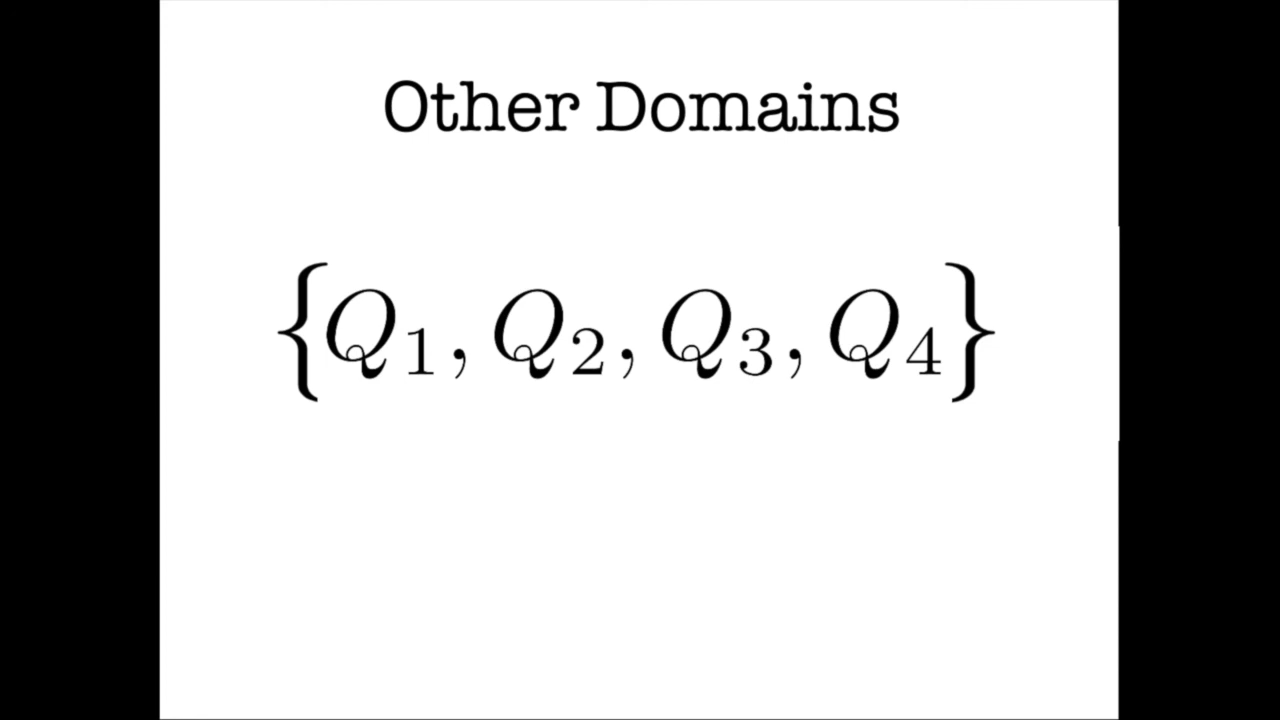 Other Domains
{Q₁, Q₂, Q₃, Q₄}